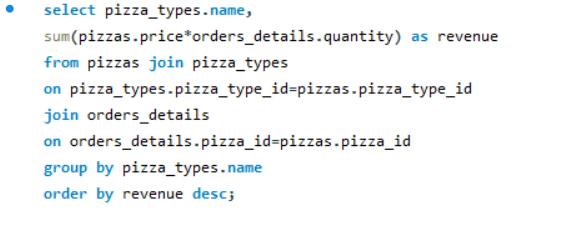 select pizza_types.name,
sum(pizzas.price*orders_details.quantity) as revenue
from pizzas join pizza_types
on pizza_types.pizza_type_id=pizzas.pizza_type_id
join orders_details
on orders_details.pizza_id=pizzas.pizza_id
group by pizza_types.name
order by revenue desc;